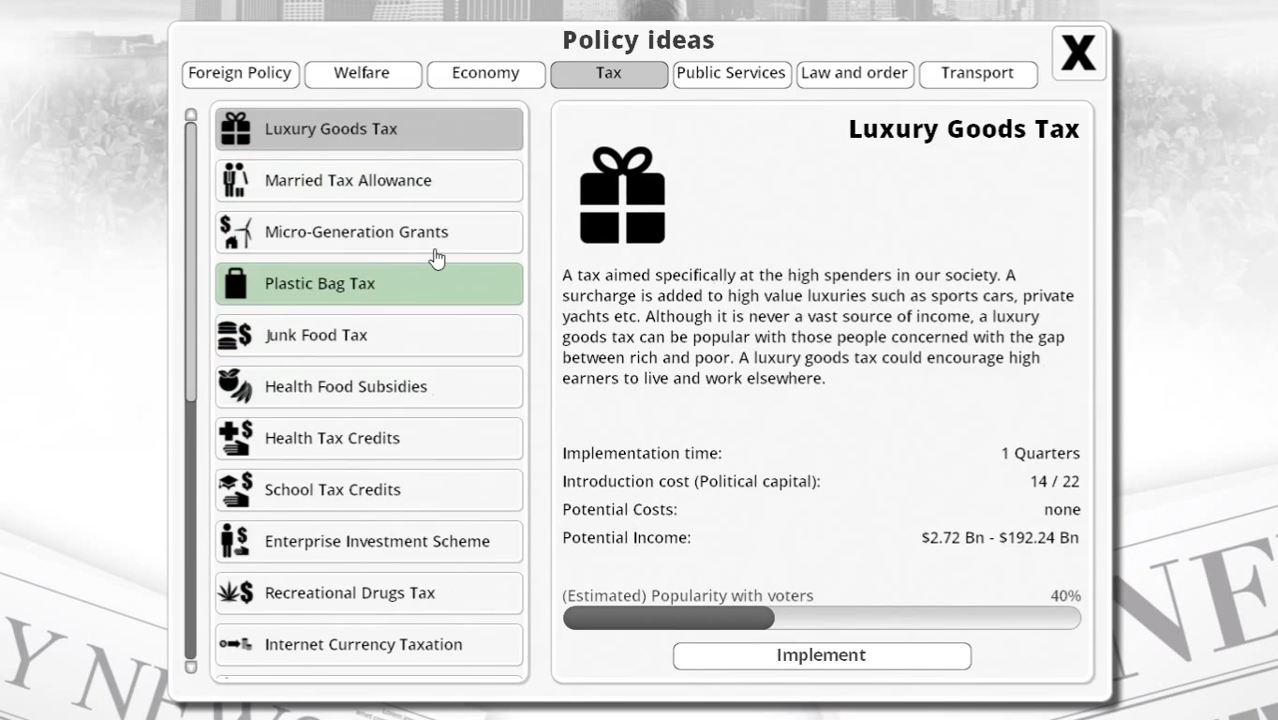 Policy ideas
X
Foreign Policy
Welfare
Economy
Tax
Public Services
Law and order
Transport
Luxury Goods Tax
Married Tax Allowance
Micro-Generation Grants
Plastic Bag Tax
Junk Food Tax
Health Food Subsidies
Health Tax Credits
School Tax Credits
Enterprise Investment Scheme
Recreational Drugs Tax
Internet Currency Taxation
Luxury Goods Tax
A tax aimed specifically at the high spenders in our society. A
surcharge is added to high value luxuries such as sports cars, private
yachts etc. Although it is never a vast source of income, a luxury
goods tax can be popular with those people concerned with the gap
between rich and poor. A luxury goods tax could encourage high
earners to live and work elsewhere.
Implementation time: 1 Quarters
Introduction cost (Political capital): 14 / 22
Potential Costs: none
Potential Income: $2.72 Bn - $192.24 Bn
(Estimated) Popularity with voters 40%
Implement